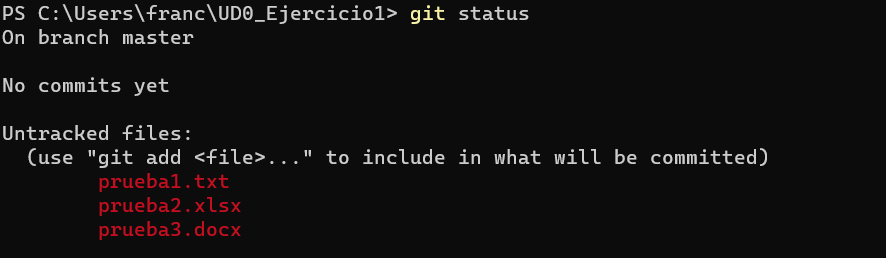 PS C:\Users\franc\UD0_Ejercicio1> git status
On branch master
No commits yet
Untracked files:
(use "git add <file>..." to include in what will be committed)
prueba1.txt
prueba2.xlsx
prueba3.docx